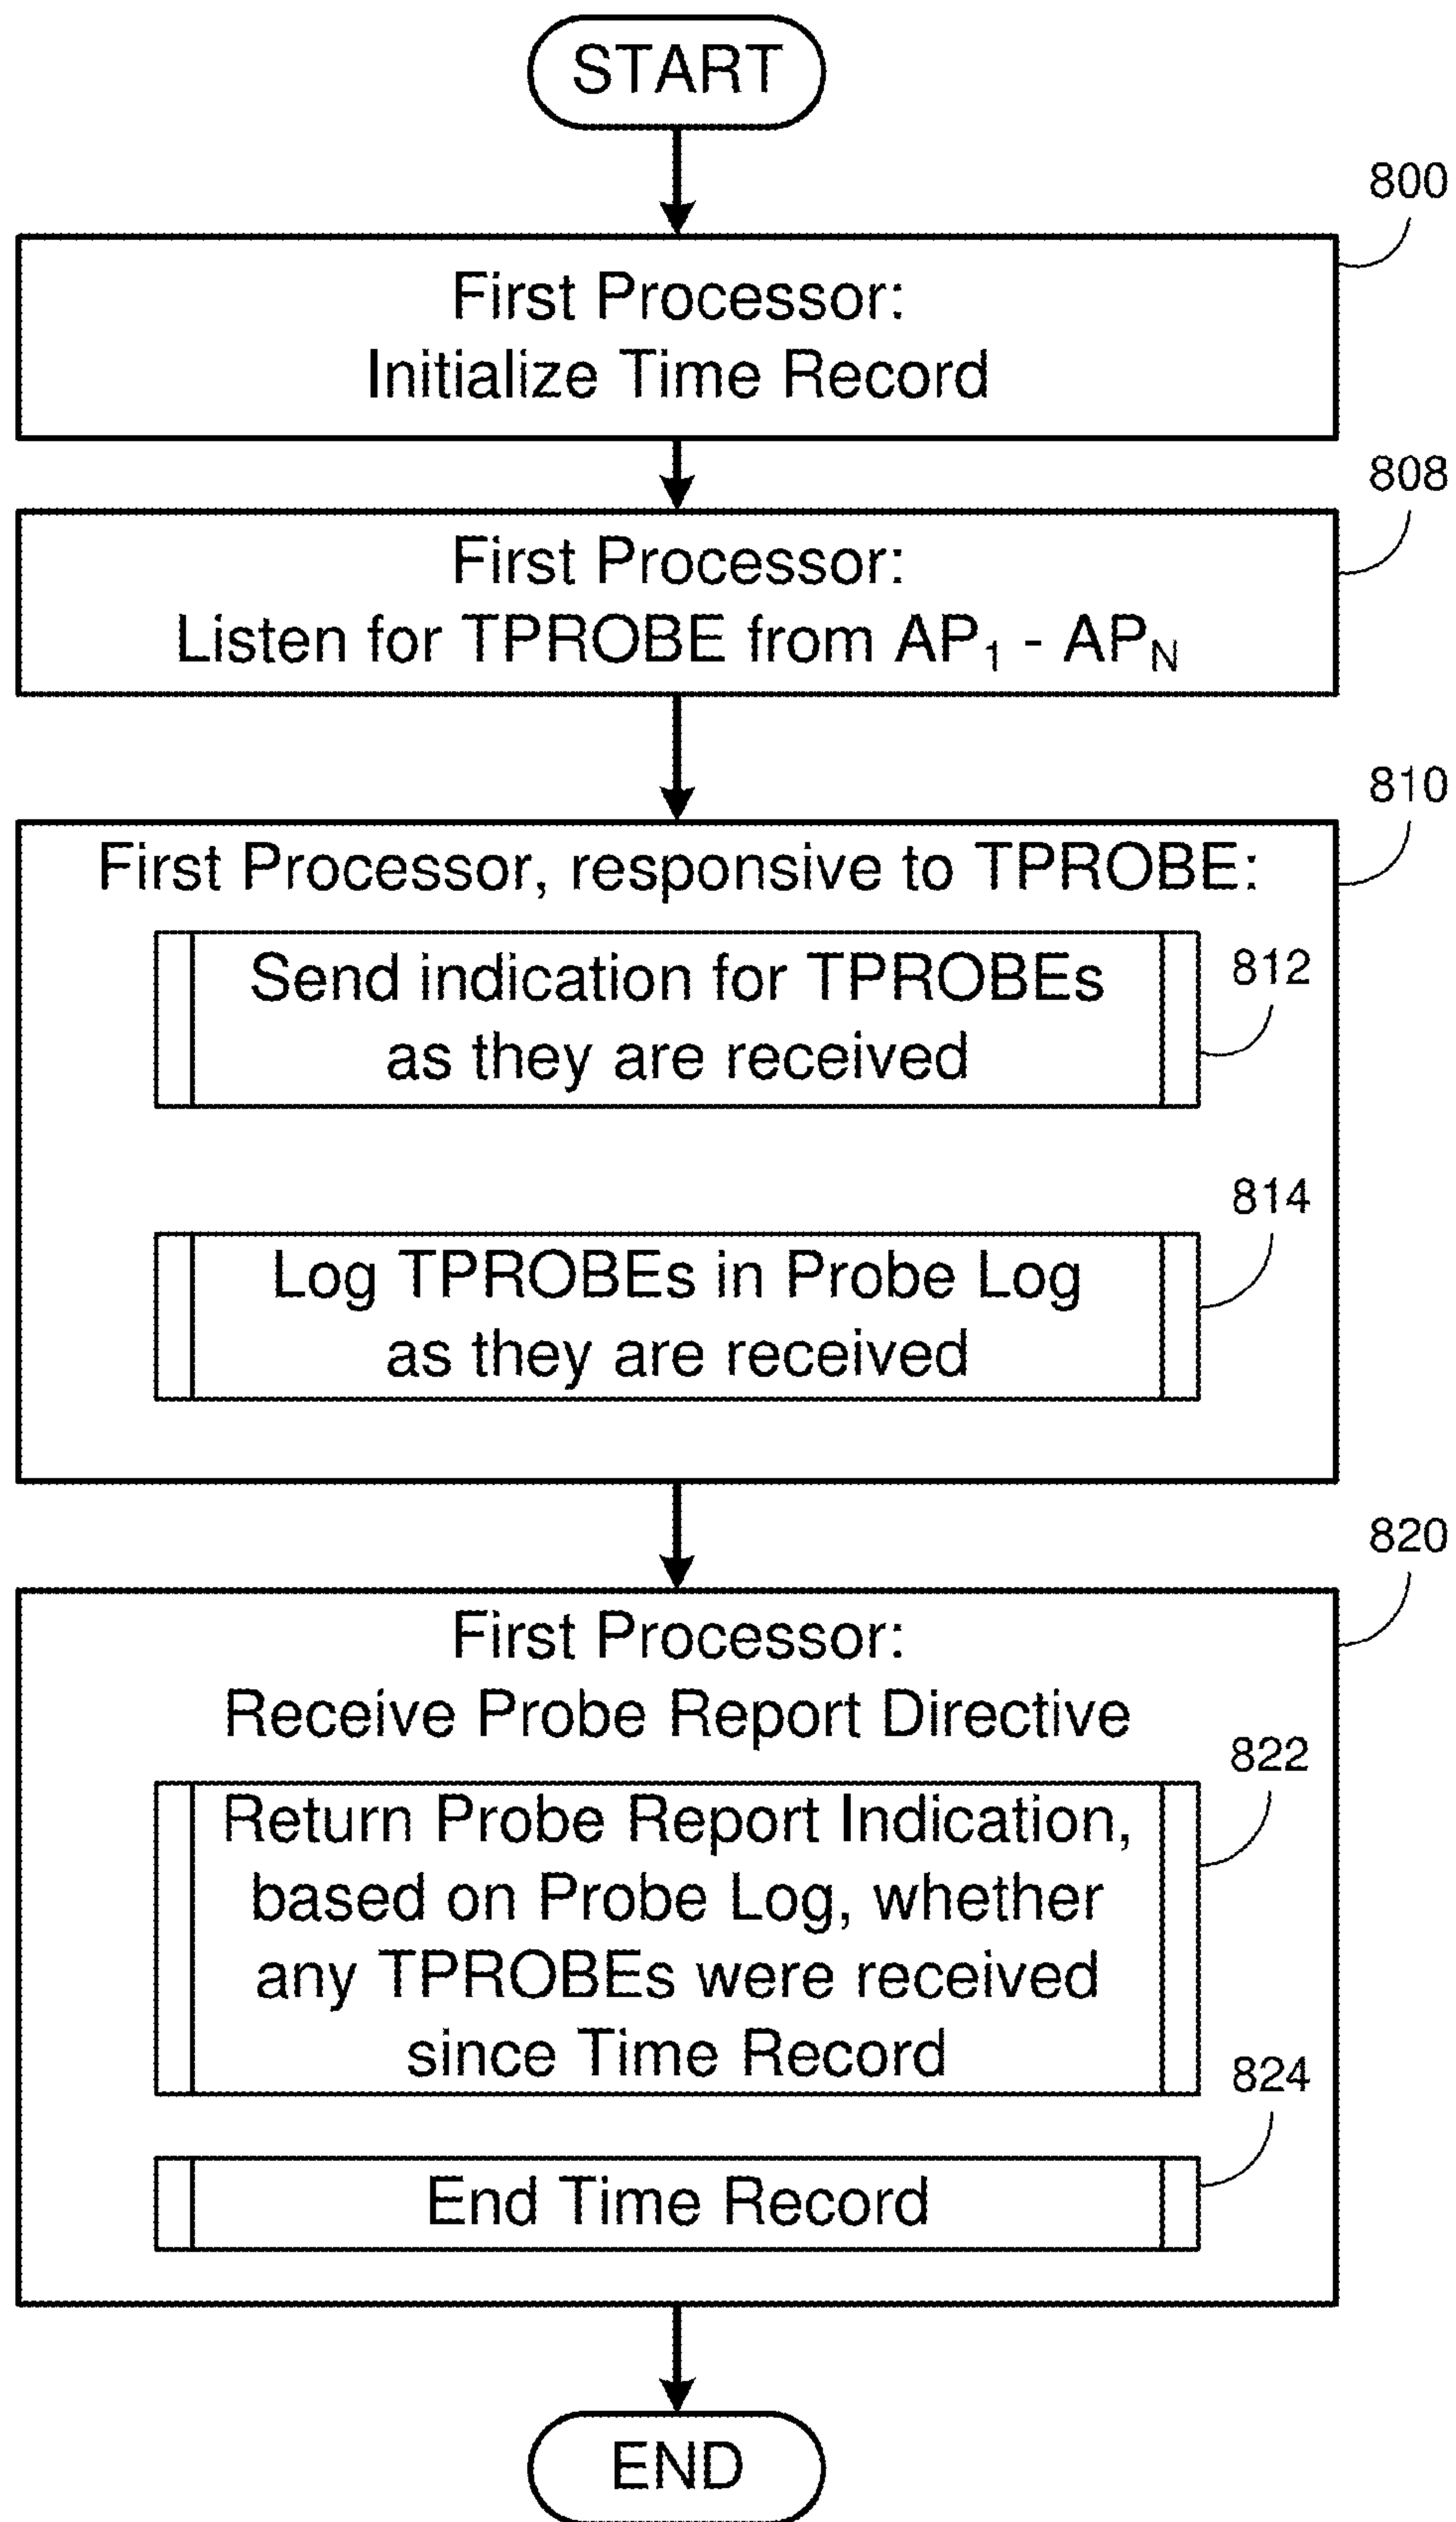 START
800
First Processor:
Initialize Time Record
808
First Processor:
Listen for TPROBE from AP₁ - APN
810
First Processor, responsive to TPROBE:
812
Send indication for TPROBEs
as they are received
814
Log TPROBEs in Probe Log
as they are received
820
First Processor:
Receive Probe Report Directive
822
Return Probe Report Indication,
based on Probe Log, whether
any TPROBEs were received
since Time Record
824
End Time Record
END